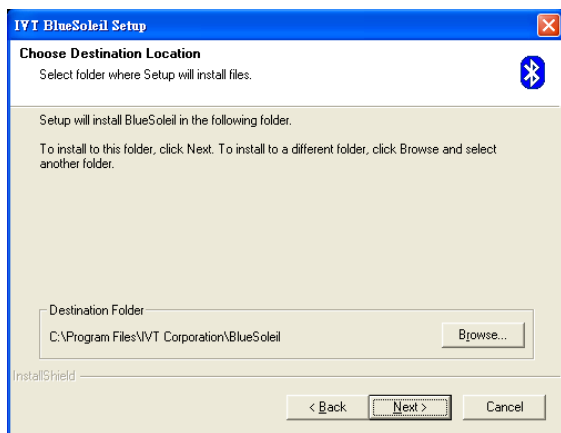 IVT BlueSoleil Setup
Choose Destination Location
Select folder where Setup will install files.
Setup will install BlueSoleil in the following folder.
To install to this folder, click Next. To install to a different folder, click Browse and select
another folder.
Destination Folder
C:\Program Files\IVT Corporation\BlueSoleil
Browse...
InstallShield
< Back
Next >
Cancel